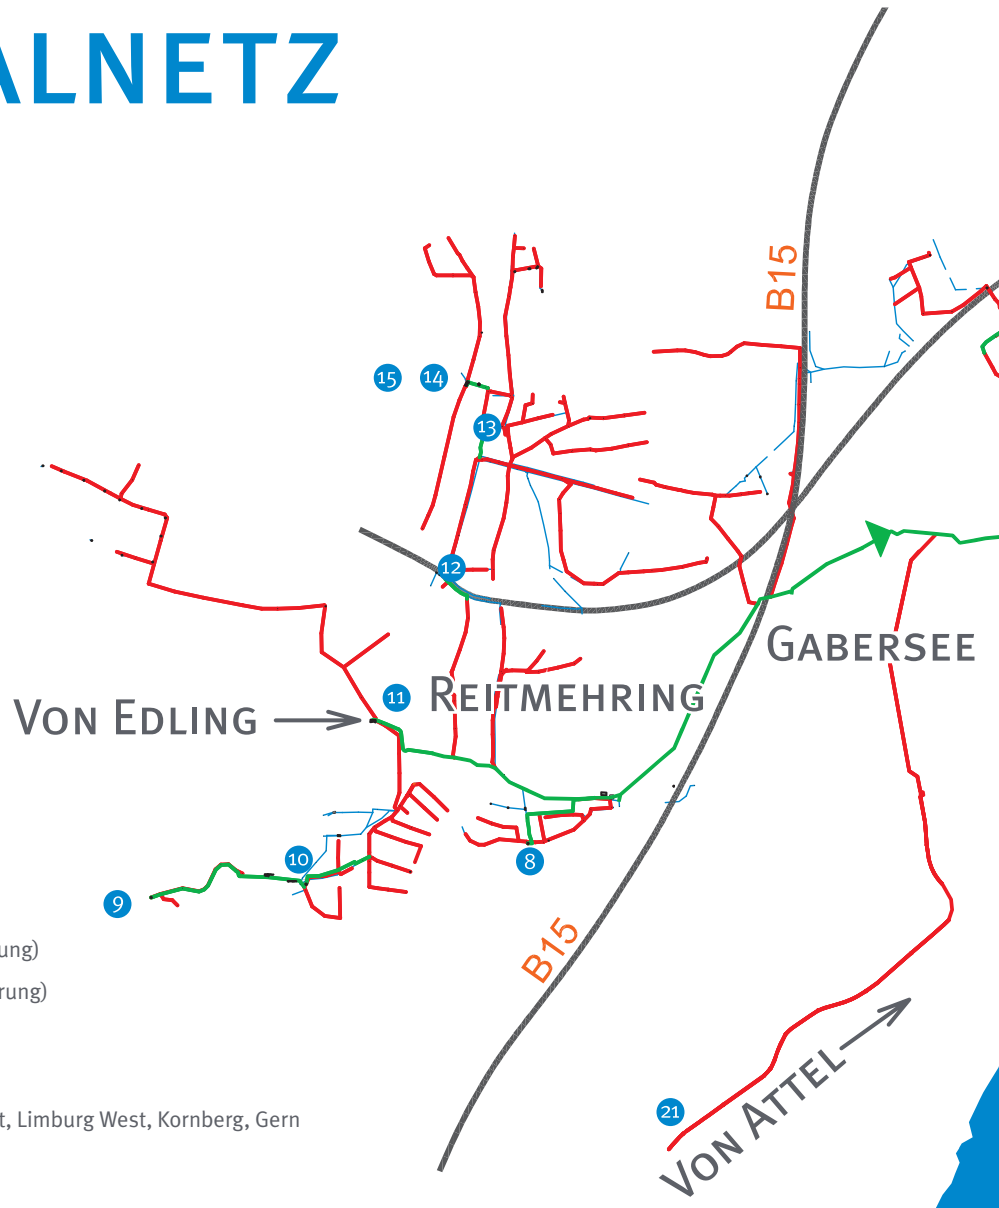 ALNETZ
B15
15
14
13
12
Gabersee
11
Reitmehring
Von Edling
10
8
9
B15
ung)
rung)
Von Attel
21
t, Limburg West, Kornberg, Gern